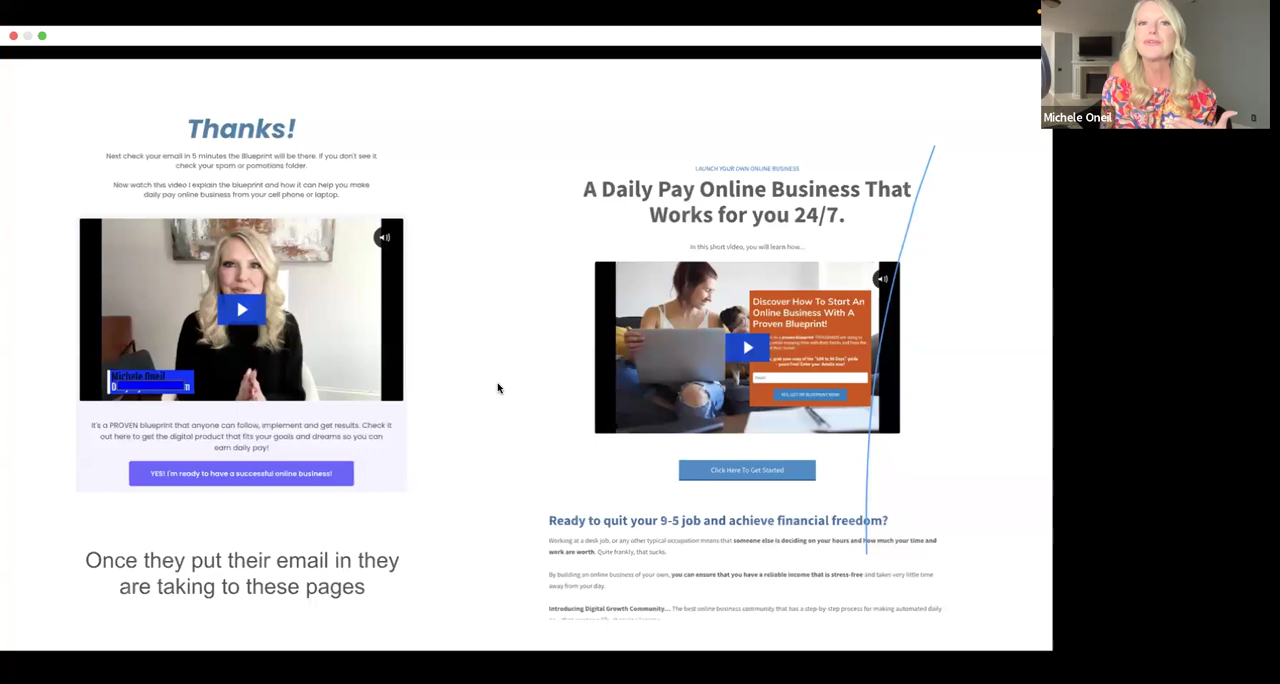 Thanks!
Next check your email in 5 minutes the Blueprint will be there. If you don't see it
check your spam or pomotions folder.
Now watch this video I explain the blueprint and how it can help you make
daily pay online business from your cell phone or laptop.
Michele Oneil
D
n
It's a PROVEN blueprint that anyone can follow, implement and get results. Check it
out here to get the digital product that fits your goals and dreams so you can
earn daily pay!
YES! I'm ready to have a successful online business!
Once they put their email in they
are taking to these pages
LAUNCH YOUR OWN ONLINE BUSINESS
A Daily Pay Online Business That
Works for you 24/7.
In this short video, you will learn how...
Discover How To Start An
Online Business With A
Proven Blueprint!
Email
YES, LET ME BLUEPRINT NOW!
Click Here To Get Started
Ready to quit your 9-5 job and achieve financial freedom?
Working at a desk job, or any other typical occupation means that someone else is deciding on your hours and how much your time and
work are worth. Quite frankly, that sucks.
By building an online business of your own, you can ensure that you have a reliable income that is stress-free and takes very little time
away from your day.
Introducing Digital Growth Community.... The best online business community that has a step-by-step process for making automated daily
Michele Oneil